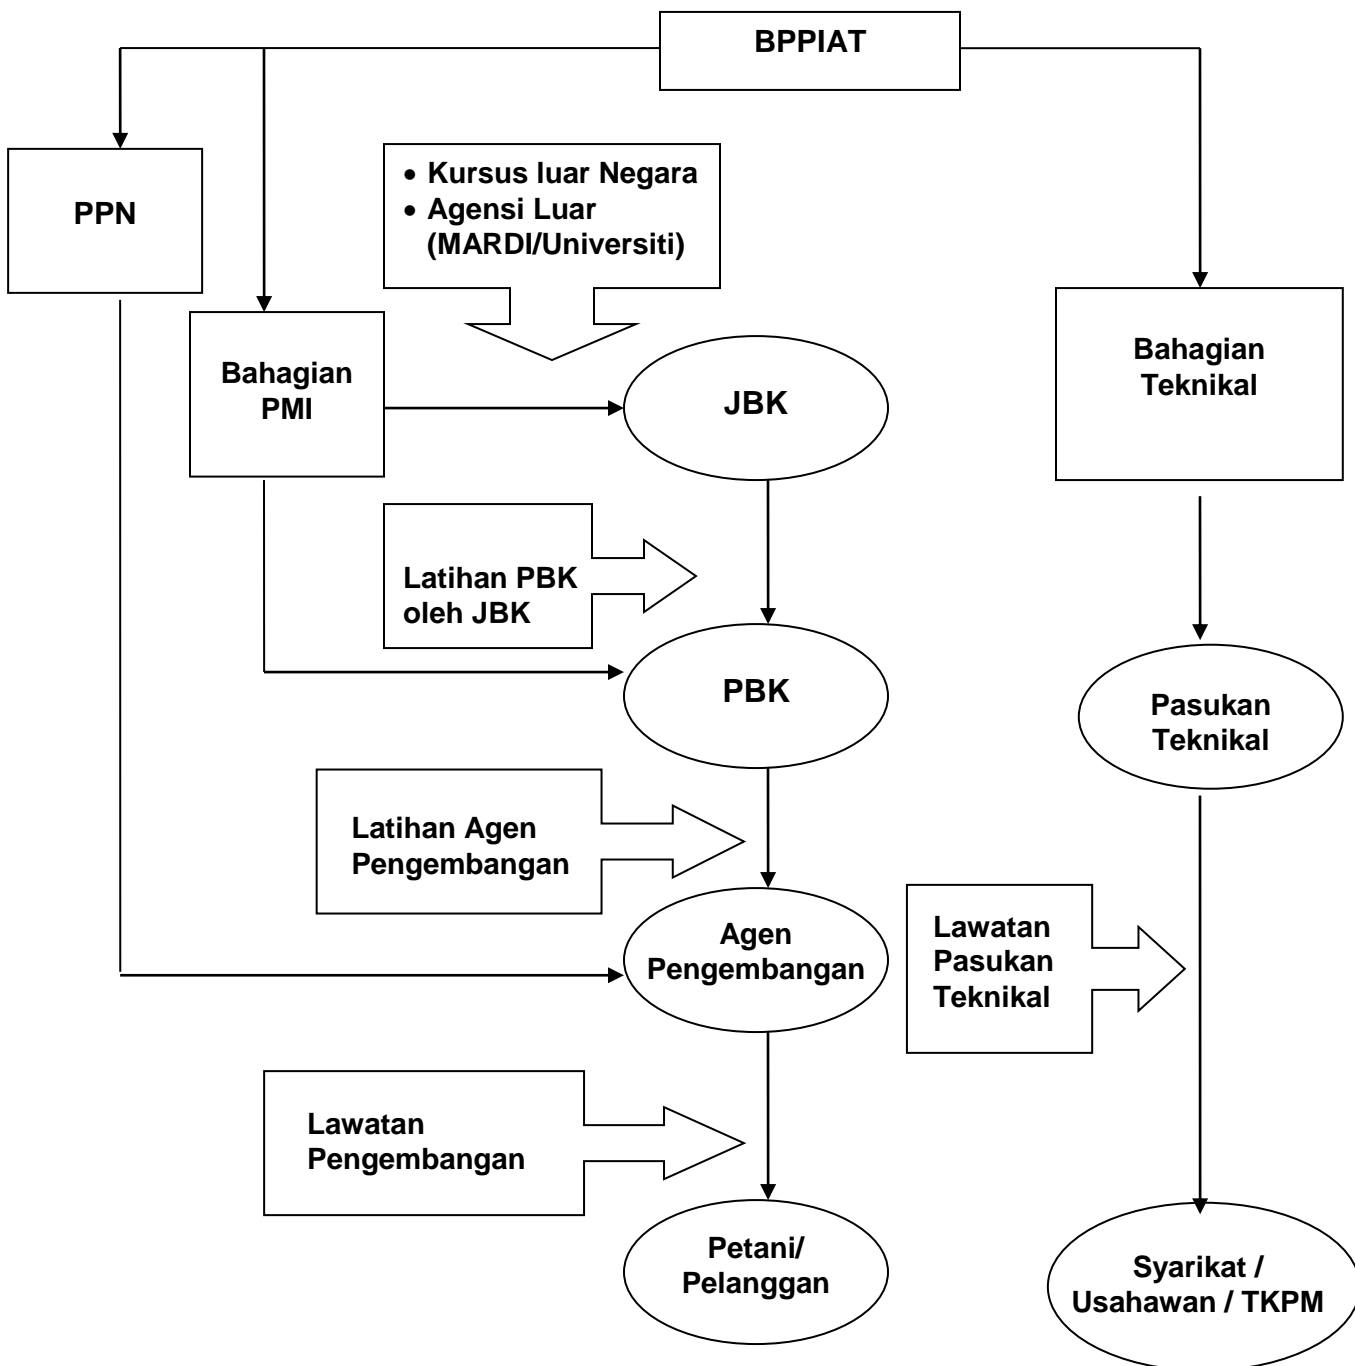 BPPIAT
PPN
• Kursus luar Negara
• Agensi Luar
(MARDI/Universiti)
Bahagian
PMI
JBK
Bahagian
Teknikal
Latihan PBK
oleh JBK
PBK
Pasukan
Teknikal
Latihan Agen
Pengembangan
Agen
Pengembangan
Lawatan
Pasukan
Teknikal
Lawatan
Pengembangan
Petani/
Pelanggan
Syarikat /
Usahawan / TKPM